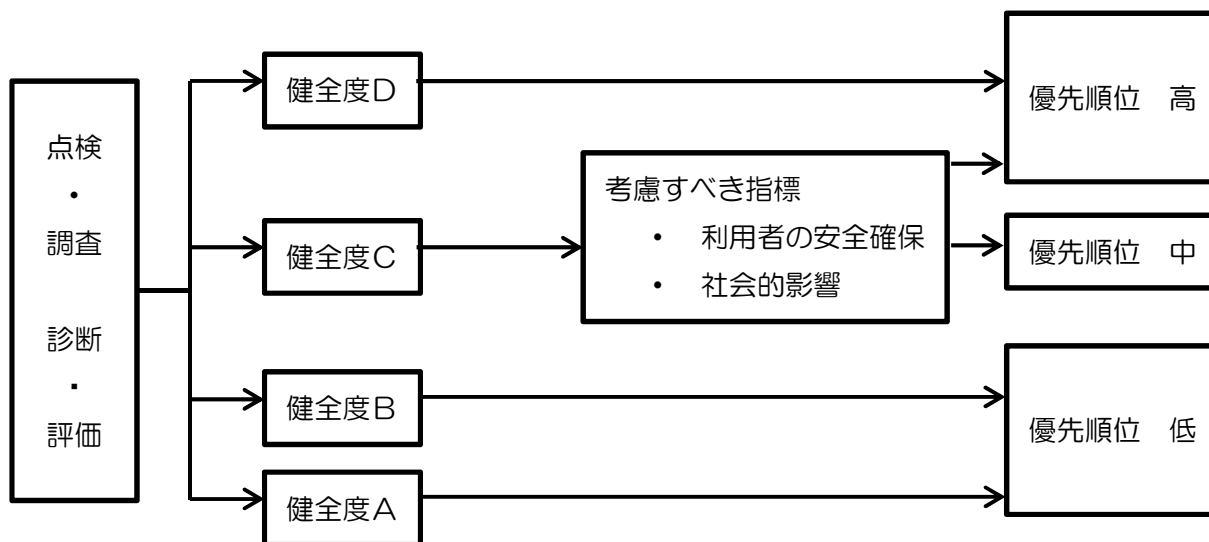 点検
・
調査
診断
・
評価
健全度D
健全度C
健全度B
健全度A
考慮すべき指標
・ 利用者の安全確保
・ 社会的影響
優先順位 高
優先順位 中
優先順位 低